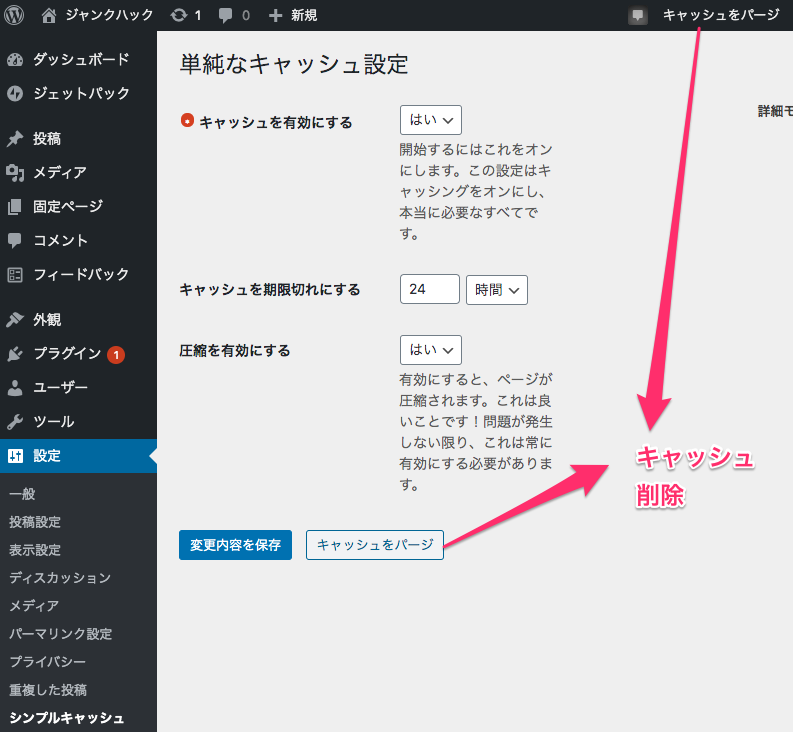 ジャンクハック 1 0 新規 キャッシュをパージ
ダッシュボード
ジェットパック
投稿
メディア
固定ページ
コメント
フィードバック
外観
プラグイン 1
ユーザー
ツール
設定
一般
投稿設定
表示設定
ディスカッション
メディア
パーマリンク設定
プライバシー
重複した投稿
シンプルキャッシュ
単純なキャッシュ設定
詳細モ
キャッシュを有効にする はい
開始するにはこれをオン
にします。この設定はキ
ャッシングをオンにし、
本当に必要なすべてで
す。
キャッシュを期限切れにする 24 時間
圧縮を有効にする はい
有効にすると、ページが
圧縮されます。これは良
いことです！問題が発生
しない限り、これは常に
有効にする必要がありま
す。
変更内容を保存 キャッシュをパージ
キャッシュ
削除